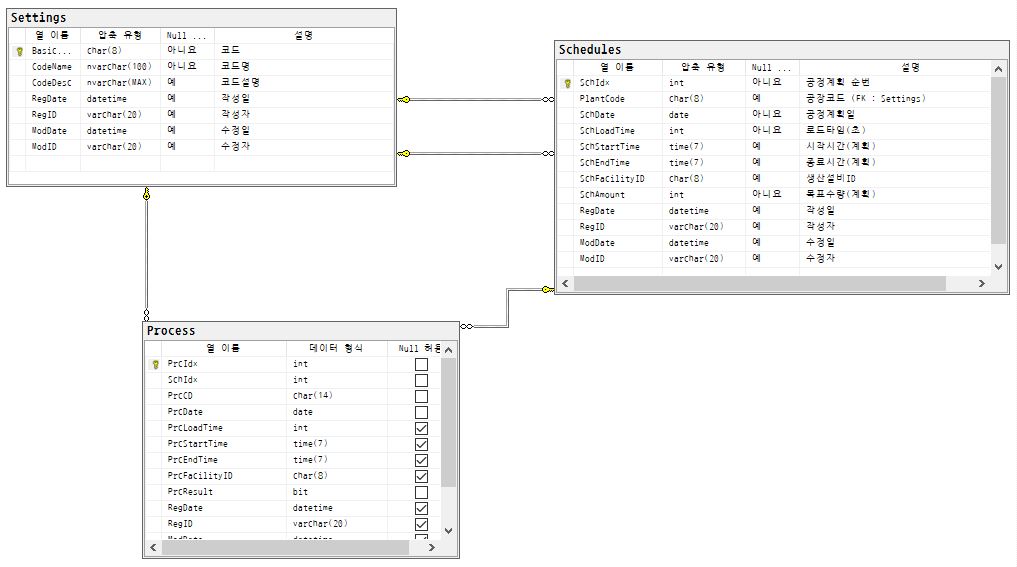 Settings
열 이름 압축 유형 Null ... 설명
BasicC... char(8) 아니요 코드
CodeName nvarchar(100) 아니요 코드명
CodeDesc nvarchar(MAX) 예 코드설명
RegDate datetime 예 작성일
RegID varchar(20) 예 작성자
ModDate datetime 예 수정일
ModID varchar(20) 예 수정자
Schedules
열 이름 압축 유형 Null ... 설명
SchIdx int 아니요 공정계획 순번
PlantCode char(8) 예 공장코드 (FK : Settings)
SchDate date 아니요 공정계획일
SchLoadTime int 아니요 로드타임(초)
SchStartTime time(7) 예 시작시간(계획)
SchEndTime time(7) 예 종료시간(계획)
SchFacilityID char(8) 예 생산설비ID
SchAmount int 아니요 목표수량(계획)
RegDate datetime 예 작성일
RegID varchar(20) 예 작성자
ModDate datetime 예 수정일
ModID varchar(20) 예 수정자
Process
열 이름 데이터 형식 Null 허용
PrcIdx int
SchIdx int
PrcCD char(14)
PrcDate date
PrcLoadTime int
PrcStartTime time(7)
PrcEndTime time(7)
PrcFacilityID char(8)
PrcResult bit
RegDate datetime
RegID varchar(20)
ModDate datetime